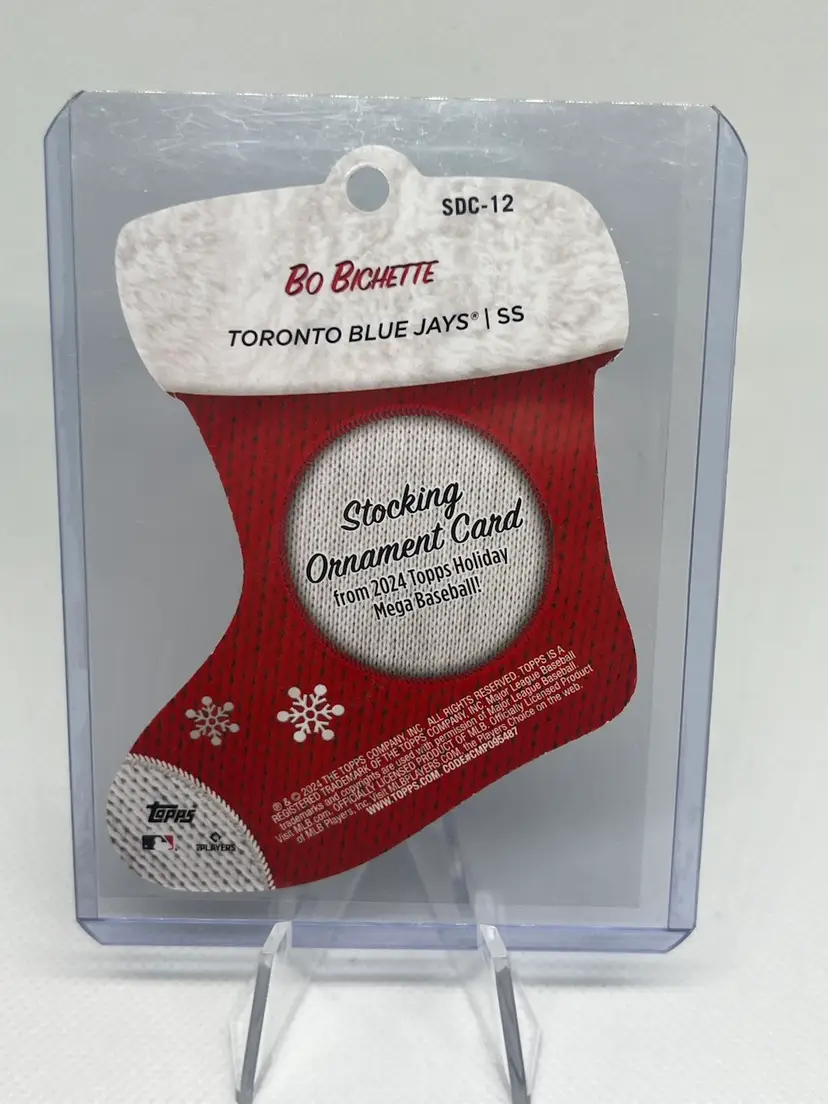 SDC-12
BO BICHETTE
TORONTO BLUE JAYS® | SS
Stocking
Ornament Card
from 2024 Topps Holiday
Mega Baseball!
® & © 2024 THE TOPPS COMPANY, INC. ALL RIGHTS RESERVED. TOPPS IS A
REGISTERED TRADEMARK OF THE TOPPS COMPANY, INC. Major League Baseball
trademarks and copyrights are used with permission of Major League Baseball.
Visit MLB.com. OFFICIALLY LICENSED PRODUCT OF MLB Players, Inc. Officially Licensed Product
of MLB Players, Inc. Visit MLBPLAYERS.COM, the Players Choice on the web.
WWW.TOPPS.COM. CODE#CMP095487
TOPPS
PLAYERS